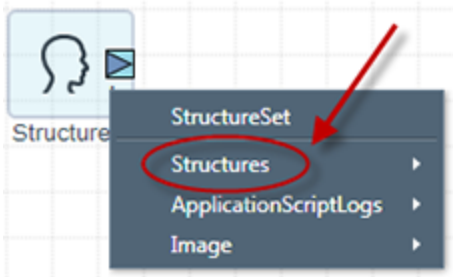 StructureSet
Structure
Structures
ApplicationScriptLogs
Image